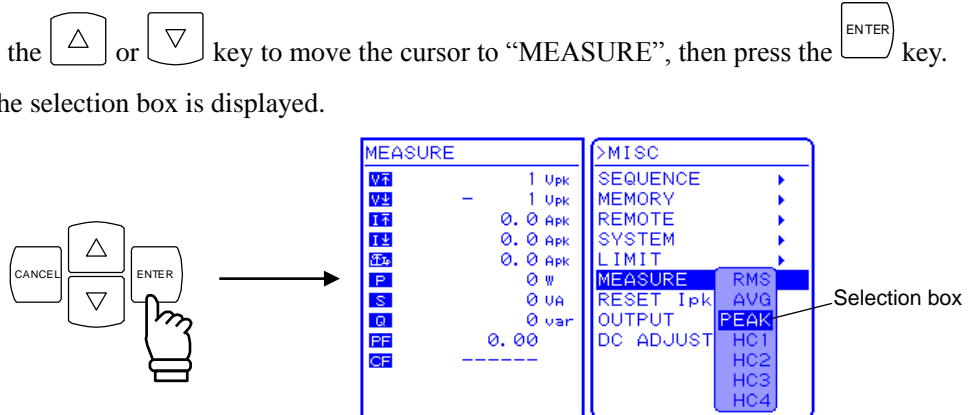 the △ or ▽ key to move the cursor to “MEASURE”, then press the ENTER key.
he selection box is displayed.
CANCEL △ ▽ ENTER
MEASURE
V↑ 1 Vpk
V↓ - 1 Vpk
I↑ 0.0 Apk
I↓ 0.0 Apk
0.0 Apk
P 0 W
S 0 VA
Q 0 var
PF 0.00
CF ------
>MISC
SEQUENCE
MEMORY
REMOTE
SYSTEM
LIMIT
MEASURE
RESET Ipk
OUTPUT
DC ADJUST
RMS
AVG
PEAK
HC1
HC2
HC3
HC4
Selection box